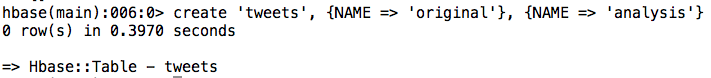 hbase(main):006:0> create 'tweets', {NAME => 'original'}, {NAME => 'analysis'}
0 row(s) in 0.3970 seconds
=> Hbase::Table – tweets